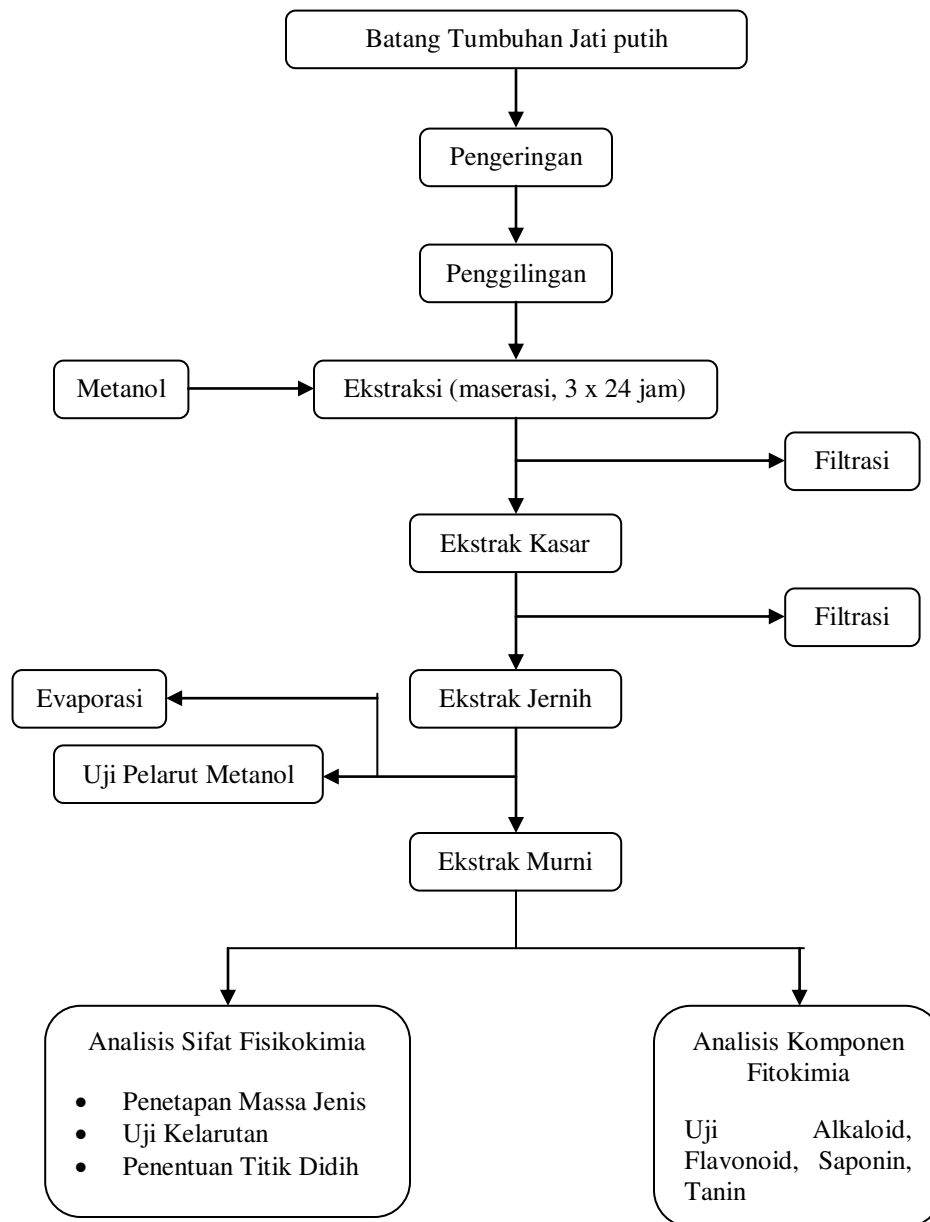 Batang Tumbuhan Jati putih
Pengeringan
Penggilingan
Metanol
Ekstraksi (maserasi, 3 x 24 jam)
Filtrasi
Ekstrak Kasar
Filtrasi
Ekstrak Jernih
Evaporasi
Uji Pelarut Metanol
Ekstrak Murni
Analisis Sifat Fisikokimia
• Penetapan Massa Jenis
• Uji Kelarutan
• Penentuan Titik Didih
Analisis Komponen
Fitokimia
Uji Alkaloid,
Flavonoid, Saponin,
Tanin